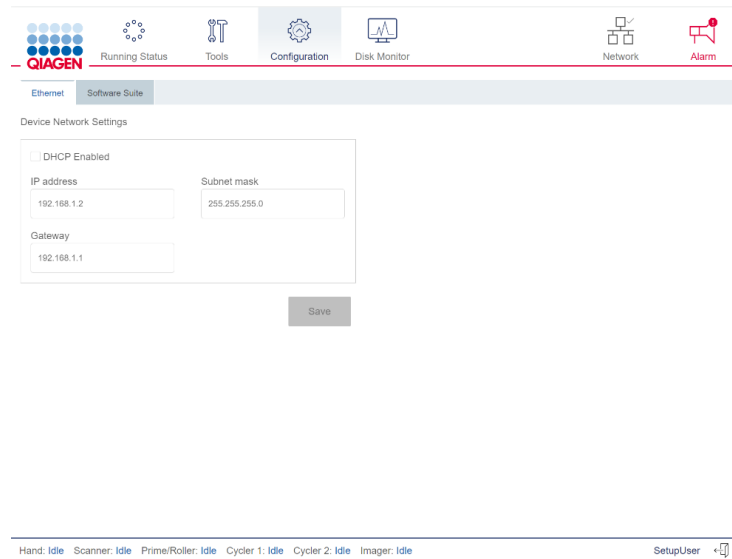 QIAGEN
Running Status
Tools
Configuration
Disk Monitor
Network
Alarm
Ethernet
Software Suite
Device Network Settings
DHCP Enabled
IP address
Subnet mask
192.168.1.2
255.255.255.0
Gateway
192.168.1.1
Save
Hand: Idle Scanner: Idle Prime/Roller: Idle Cycler 1: Idle Cycler 2: Idle Imager: Idle
SetupUser